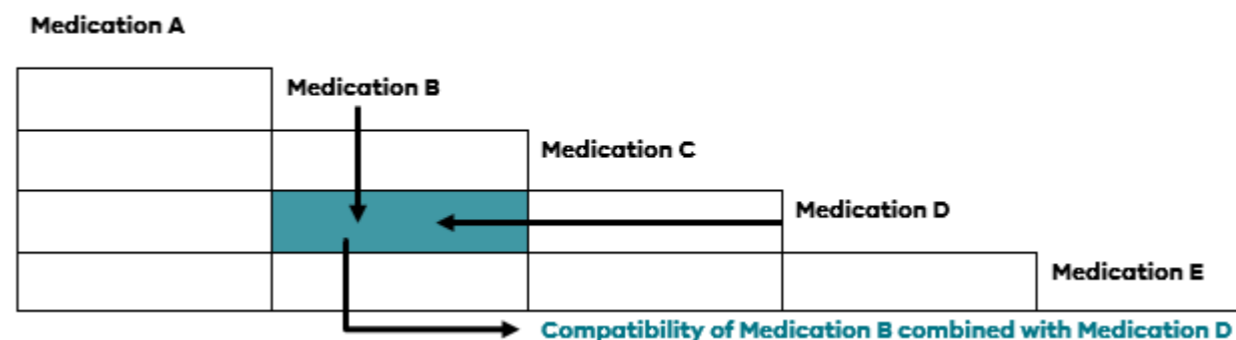 Medication A
Medication B
Medication C
Medication D
Medication E
Compatibility of Medication B combined with Medication D